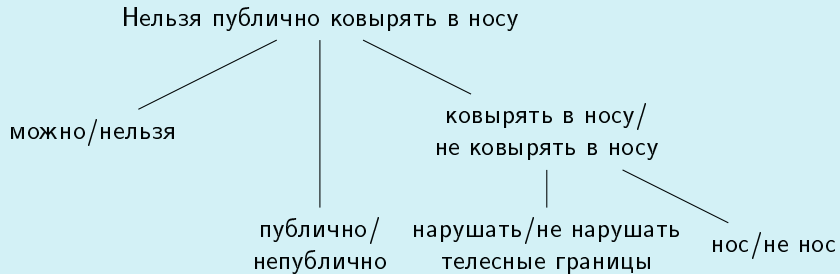 Нельзя публично ковырять в носу
можно/нельзя
ковырять в носу/
не ковырять в носу
публично/
непублично
нарушать/не нарушать
телесные границы
нос/не нос